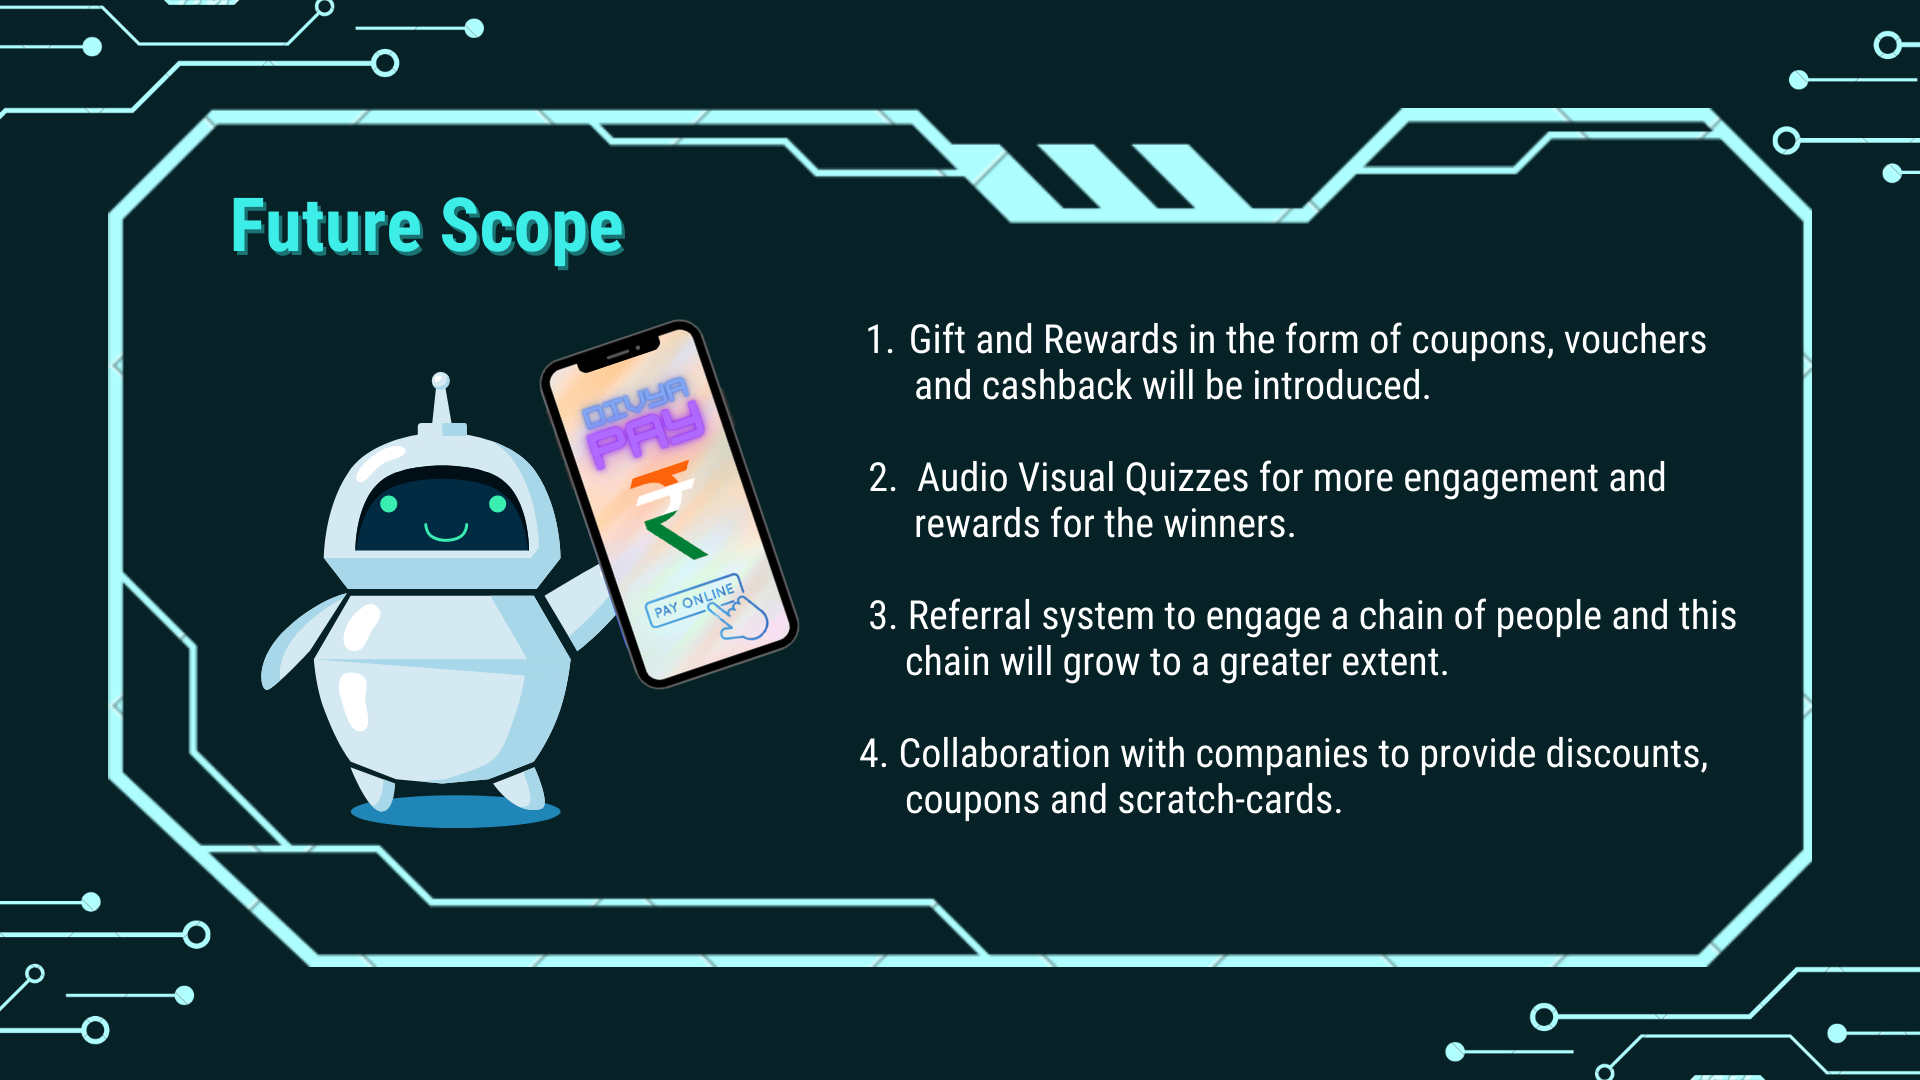 Future Scope
DIVYA
PAY
₹
PAY ONLINE
1. Gift and Rewards in the form of coupons, vouchers
and cashback will be introduced.
2. Audio Visual Quizzes for more engagement and
rewards for the winners.
3. Referral system to engage a chain of people and this
chain will grow to a greater extent.
4. Collaboration with companies to provide discounts,
coupons and scratch-cards.